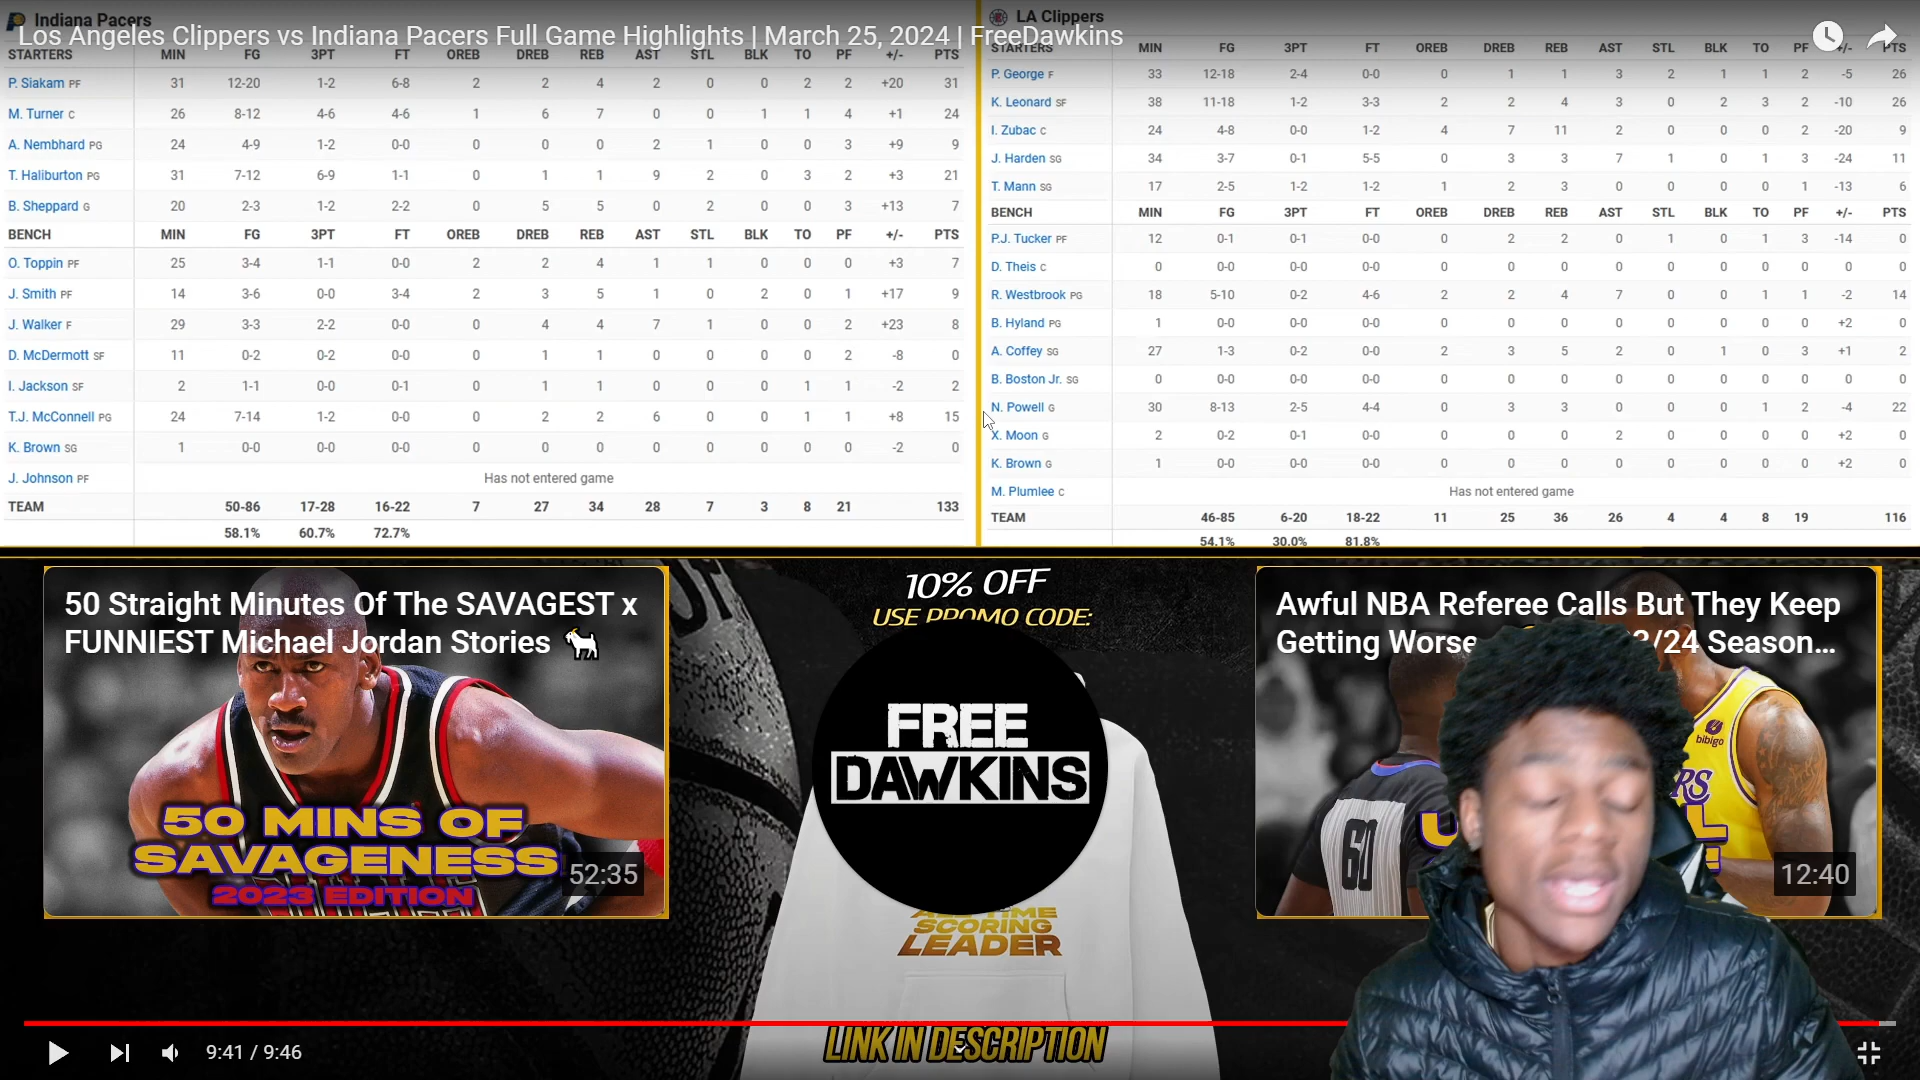 Indiana Pacers
Los Angeles Clippers vs Indiana Pacers Full Game Highlights | March 25, 2024 | FreeDawkins
STARTERS MIN FG 3PT FT OREB DREB REB AST STL BLK TO PF +/- PTS
P. Siakam PF 31 12-20 1-2 6-8 2 2 4 2 0 0 2 2 +20 31
M. Turner C 26 8-12 4-6 4-6 1 6 7 0 0 1 1 4 +1 24
A. Nembhard PG 24 4-9 1-2 0-0 0 0 0 2 1 0 0 3 +9 9
T. Haliburton PG 31 7-12 6-9 1-1 0 1 1 9 2 0 3 2 +3 21
B. Sheppard G 20 2-3 1-2 2-2 0 5 5 0 2 0 0 3 +13 7
BENCH MIN FG 3PT FT OREB DREB REB AST STL BLK TO PF +/- PTS
O. Toppin PF 25 3-4 1-1 0-0 2 2 4 1 1 0 0 0 +3 7
J. Smith PF 14 3-6 0-0 3-4 2 3 5 1 0 2 0 1 +17 9
J. Walker F 29 3-3 2-2 0-0 0 4 4 7 1 0 0 2 +23 8
D. McDermott SF 11 0-2 0-2 0-0 0 1 1 0 0 0 0 2 -8 0
I. Jackson SF 2 1-1 0-0 0-1 0 1 1 0 0 0 1 1 -2 2
T.J. McConnell PG 24 7-14 1-2 0-0 0 2 2 6 0 0 1 1 +8 15
K. Brown SG 1 0-0 0-0 0-0 0 0 0 0 0 0 0 0 -2 0
J. Johnson PF Has not entered game
TEAM 50-86 17-28 16-22 7 27 34 28 7 3 8 21 133
58.1% 60.7% 72.7%
LA Clippers
MIN FG 3PT FT OREB DREB REB AST STL BLK TO PF +/- PTS
P. George F 33 12-18 2-4 0-0 0 1 1 3 2 1 1 2 -5 26
K. Leonard SF 38 11-18 1-2 3-3 2 2 4 3 0 2 3 2 -10 26
I. Zubac C 24 4-8 0-0 1-2 4 7 11 2 0 0 0 2 -20 9
J. Harden SG 34 3-7 0-1 5-5 0 3 3 7 1 0 1 3 -24 11
T. Mann SG 17 2-5 1-2 1-2 1 2 3 0 0 0 0 1 -13 6
BENCH MIN FG 3PT FT OREB DREB REB AST STL BLK TO PF +/- PTS
P.J. Tucker PF 12 0-1 0-1 0-0 0 2 2 0 1 0 1 3 -14 0
D. Theis C 0 0-0 0-0 0-0 0 0 0 0 0 0 0 0 0 0
R. Westbrook PG 18 5-10 0-2 4-6 2 2 4 7 0 0 1 1 -2 14
B. Hyland PG 1 0-0 0-0 0-0 0 0 0 0 0 0 0 0 +2 0
A. Coffey SG 27 1-3 0-2 0-0 2 3 5 2 0 1 0 3 +1 2
B. Boston Jr. SG 0 0-0 0-0 0-0 0 0 0 0 0 0 0 0 0 0
N. Powell G 30 8-13 2-5 4-4 0 3 3 0 0 0 1 2 -4 22
X. Moon G 2 0-2 0-1 0-0 0 0 0 2 0 0 0 0 +2 0
K. Brown G 1 0-0 0-0 0-0 0 0 0 0 0 0 0 0 +2 0
M. Plumlee C Has not entered game
TEAM 46-85 6-20 18-22 11 25 36 26 4 4 8 19 116
54.1% 30.0% 81.8%
50 Straight Minutes Of The SAVAGEST x
FUNNIEST Michael Jordan Stories
50 MINS OF
SAVAGENESS
2023 EDITION
52:35
10% OFF
USE PROMO CODE:
FREE
DAWKINS
ALL TIME
SCORING
LEADER
LINK IN DESCRIPTION
Awful NBA Referee Calls But They Keep
Getting Worse /24 Season...
bibigo
60
12:40
9:41 / 9:46